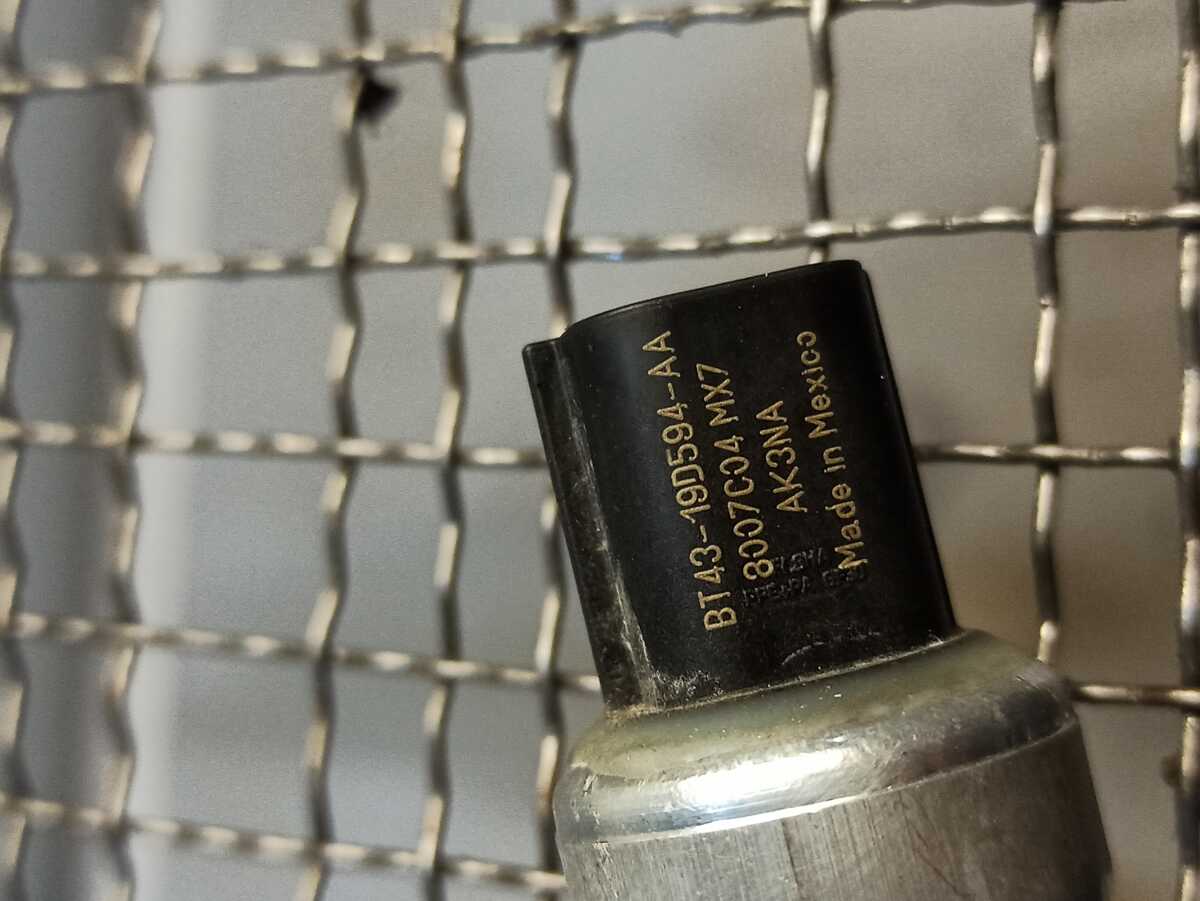 BT43-19D594-AA
8007C04 MX7
AK3NA
Made in Mexico